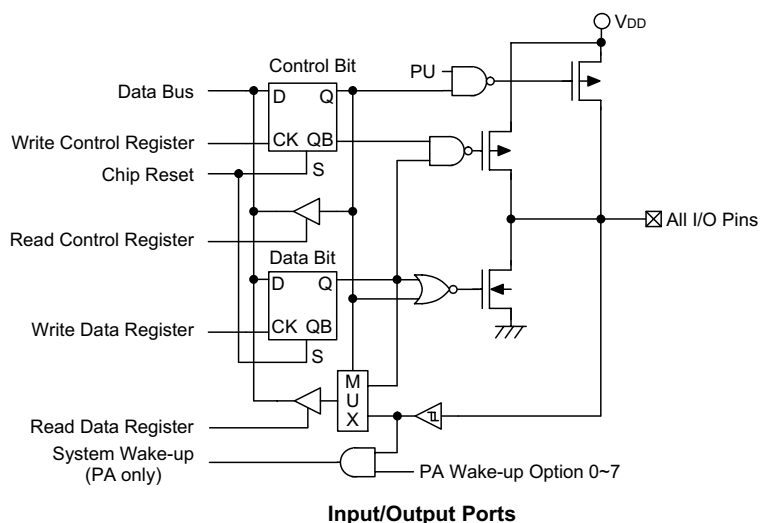 VDD
Control Bit
PU
Data Bus
D Q
Write Control Register
CK QB
Chip Reset
S
All I/O Pins
Read Control Register
Data Bit
D Q
Write Data Register
CK QB
S
M
U
X
Read Data Register
System Wake-up
(PA only)
PA Wake-up Option 0~7
Input/Output Ports